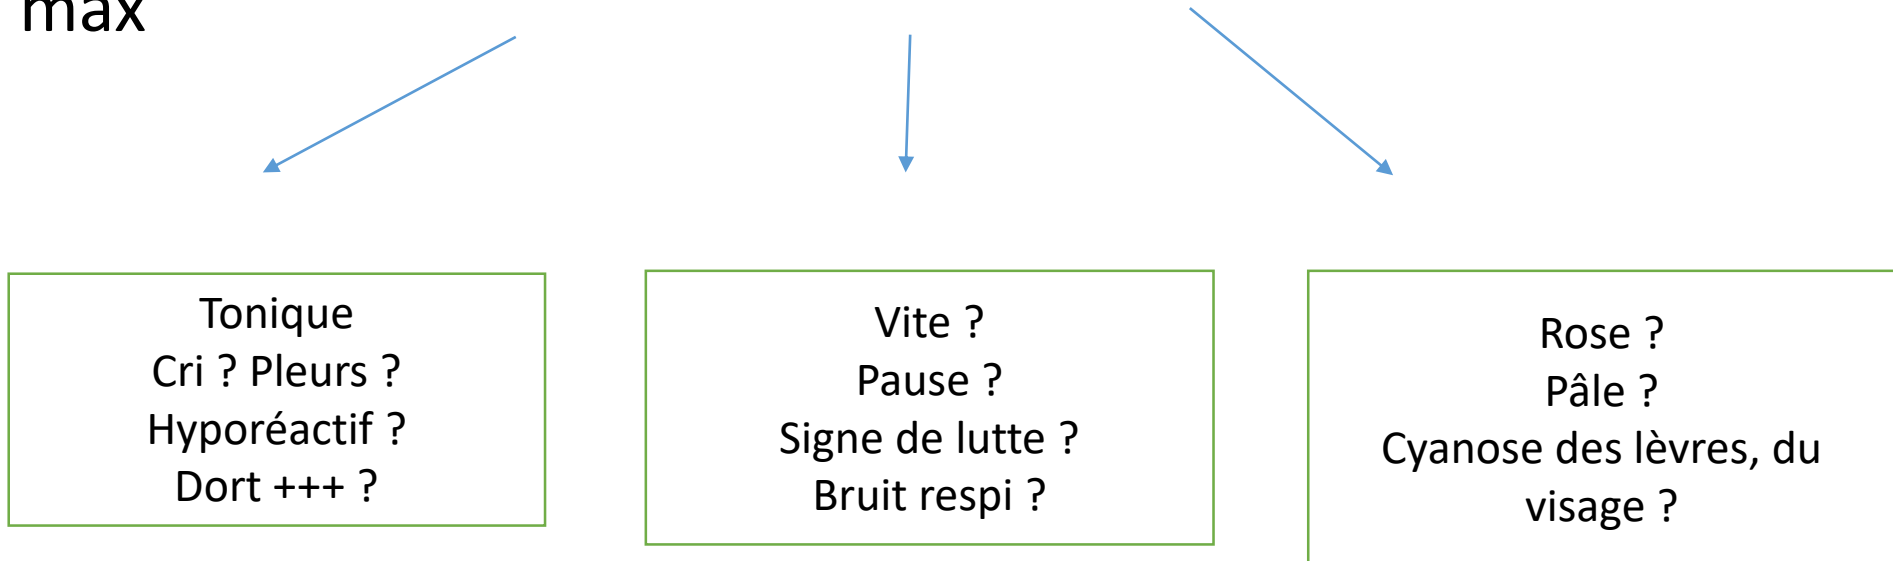 max
Tonique
Cri ? Pleurs ?
Hyporéactif ?
Dort +++ ?
Vite ?
Pause ?
Signe de lutte ?
Bruit respi ?
Rose ?
Pâle ?
Cyanose des lèvres, du
visage ?